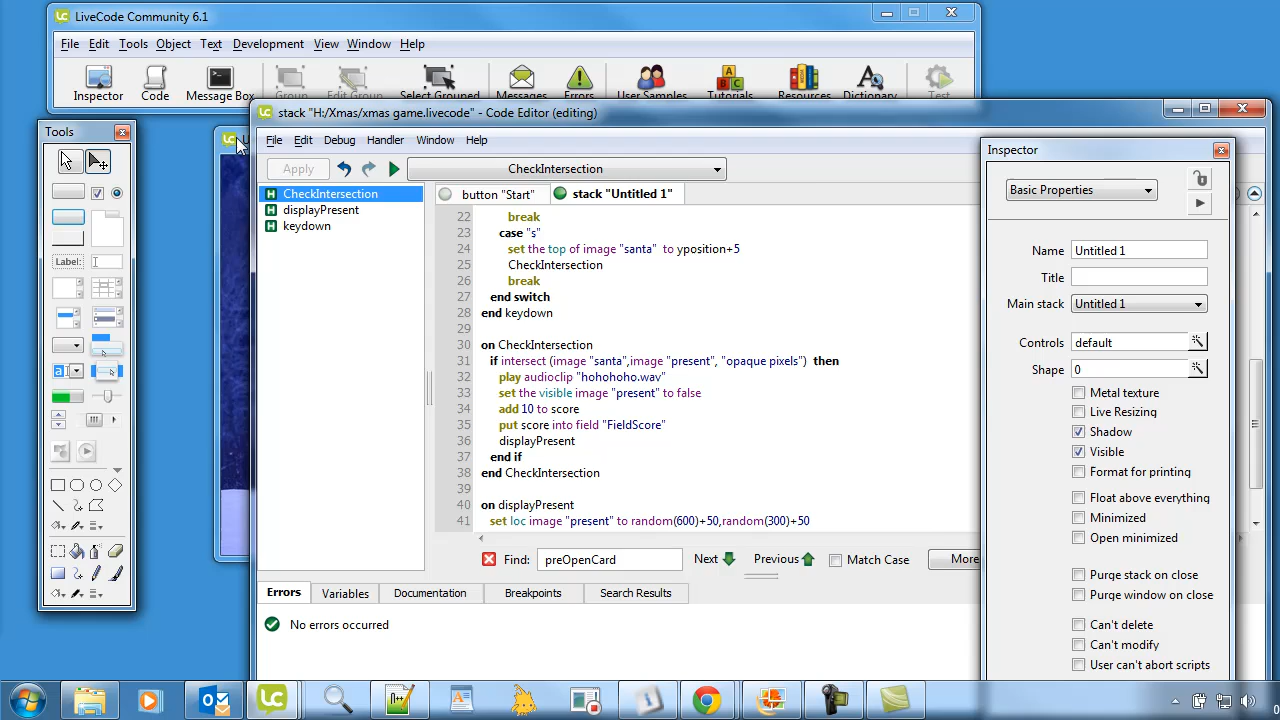 LiveCode Community 6.1
File Edit Tools Object Text Development View Window Help
Inspector Code Message Box Group Edit Group Select Grouped Messages Errors User Samples Tutorials Resources Dictionary Test
stack "H:/Xmas/xmas game.livecode" - Code Editor (editing)
Tools
Label:
File Edit Debug Handler Window Help
Apply
CheckIntersection
CheckIntersection
displayPresent
keydown
button "Start"
stack "Untitled 1"
22 break
23 case "s"
24 set the top of image "santa" to yposition+5
25 CheckIntersection
26 break
27 end switch
28 end keydown
29
30 on CheckIntersection
31 if intersect (image "santa",image "present", "opaque pixels") then
32 play audioclip "hohohoho.wav"
33 set the visible image "present" to false
34 add 10 to score
35 put score into field "FieldScore"
36 displayPresent
37 end if
38 end CheckIntersection
39
40 on displayPresent
41 set loc image "present" to random(600)+50,random(300)+50
Find: preOpenCard Next Previous Match Case More
Errors Variables Documentation Breakpoints Search Results
No errors occurred
Inspector
Basic Properties
Name Untitled 1
Title
Main stack Untitled 1
Controls default
Shape 0
Metal texture
Live Resizing
Shadow
Visible
Format for printing
Float above everything
Minimized
Open minimized
Purge stack on close
Purge window on close
Can't delete
Can't modify
User can't abort scripts